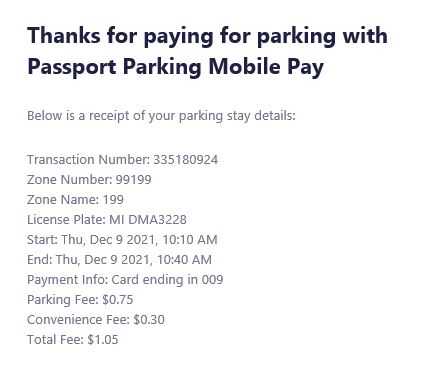 Thanks for paying for parking with
Passport Parking Mobile Pay
Below is a receipt of your parking stay details:
Transaction Number: 335180924
Zone Number: 99199
Zone Name: 199
License Plate: MI DMA3228
Start: Thu, Dec 9 2021, 10:10 AM
End: Thu, Dec 9 2021, 10:40 AM
Payment Info: Card ending in 009
Parking Fee: $0.75
Convenience Fee: $0.30
Total Fee: $1.05